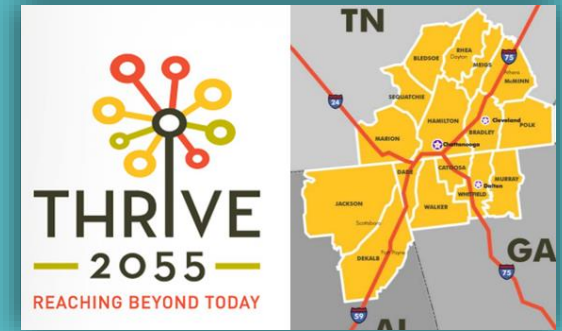 THRIVE
2055
REACHING BEYOND TODAY
TN
BLEDSOE
RHEA
Dayton
MEIGS
75
Athens
McMINN
24
SEQUATCHIE
HAMILTON
Cleveland
BRADLEY
POLK
MARION
Chattanooga
DADE
CATOOSA
MURRAY
Dalton
WHITFIELD
JACKSON
WALKER
Scottsboro
GA
Fort Payne
DEKALB
75
59
AL